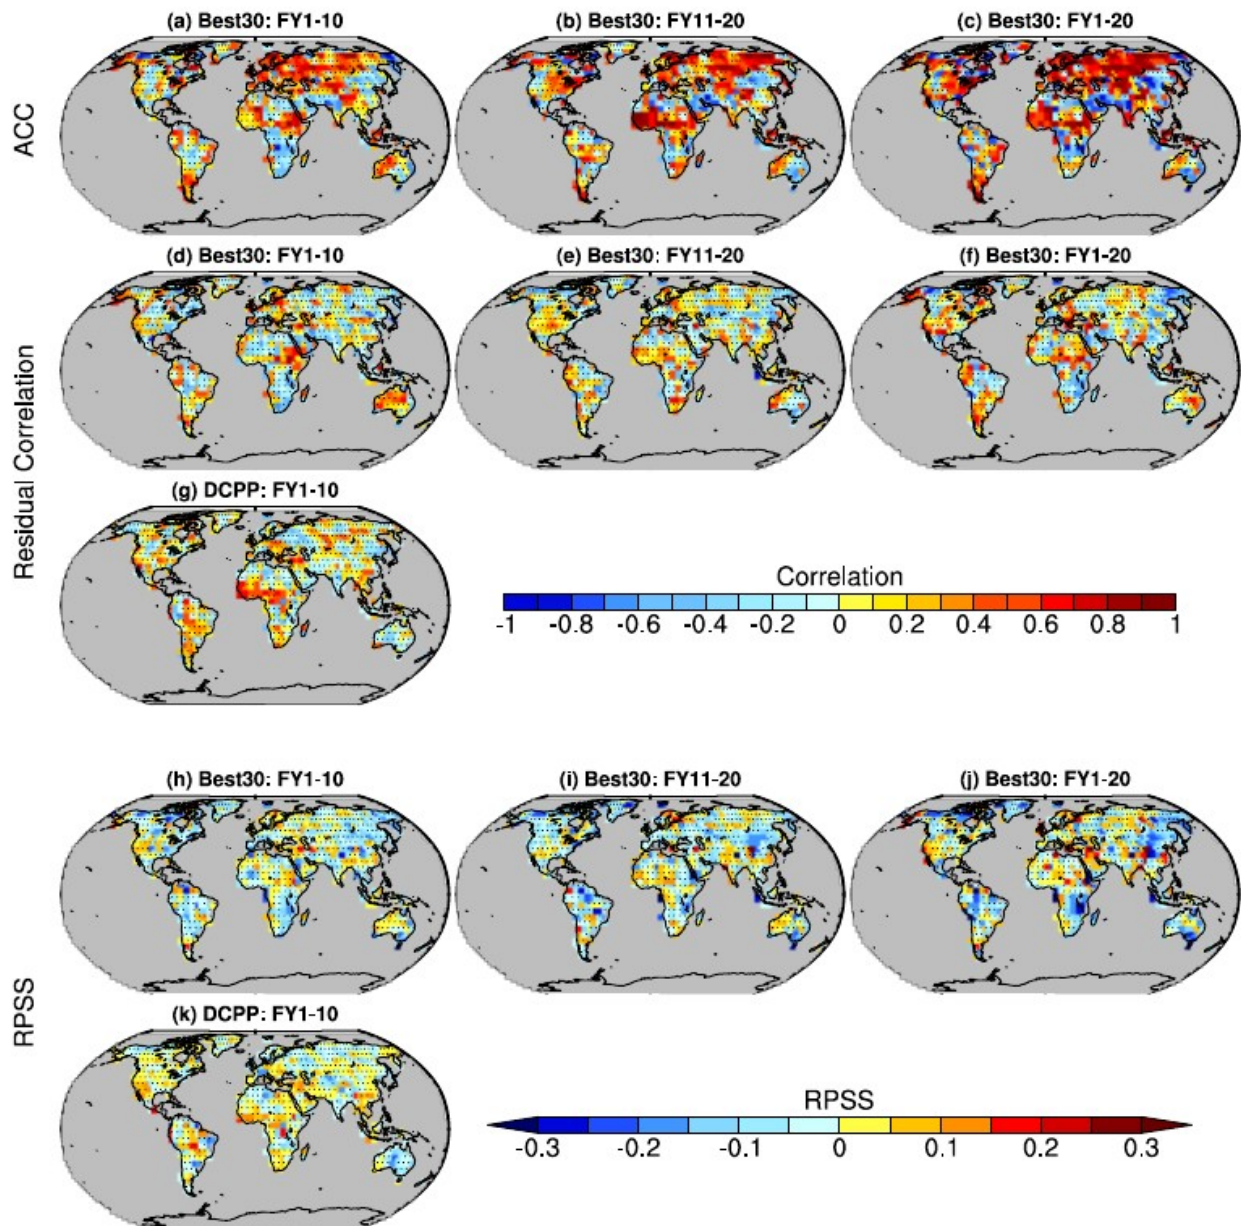 (a) Best30: FY1-10 (b) Best30: FY11-20 (c) Best30: FY1-20
ACC
(d) Best30: FY1-10 (e) Best30: FY11-20 (f) Best30: FY1-20
Residual Correlation
(g) DCPP: FY1-10
Correlation
-1 -0.8 -0.6 -0.4 -0.2 0 0.2 0.4 0.6 0.8 1
(h) Best30: FY1-10 (i) Best30: FY11-20 (j) Best30: FY1-20
RPSS
(k) DCPP: FY1-10
RPSS
-0.3 -0.2 -0.1 0 0.1 0.2 0.3